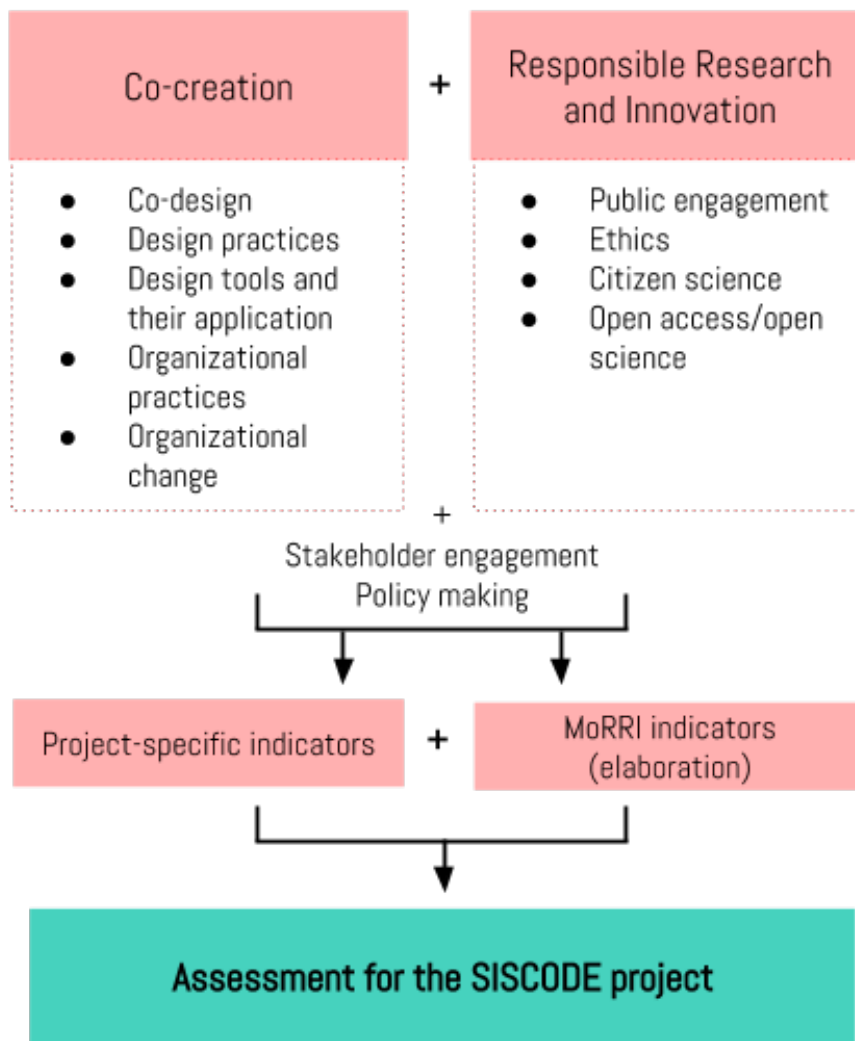 Co-creation
+
Responsible Research
and Innovation
● Co-design
● Design practices
● Design tools and
their application
● Organizational
practices
● Organizational
change
● Public engagement
● Ethics
● Citizen science
● Open access/open
science
+
Stakeholder engagement
Policy making
Project-specific indicators
+
MoRRI indicators
(elaboration)
Assessment for the SISCODE project